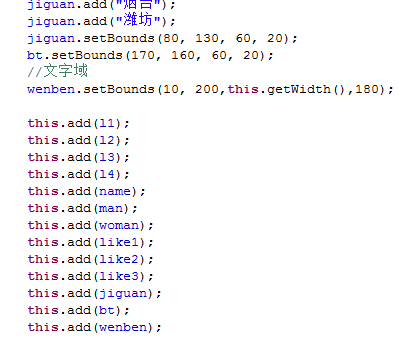 jiguan.add("烟台");
jiguan.add("潍坊");
jiguan.setBounds(80, 130, 60, 20);
bt.setBounds(170, 160, 60, 20);
//文字域
wenben.setBounds(10, 200,this.getWidth(),180);
this.add(l1);
this.add(l2);
this.add(l3);
this.add(l4);
this.add(name);
this.add(man);
this.add(woman);
this.add(like1);
this.add(like2);
this.add(like3);
this.add(jiguan);
this.add(bt);
this.add(wenben);